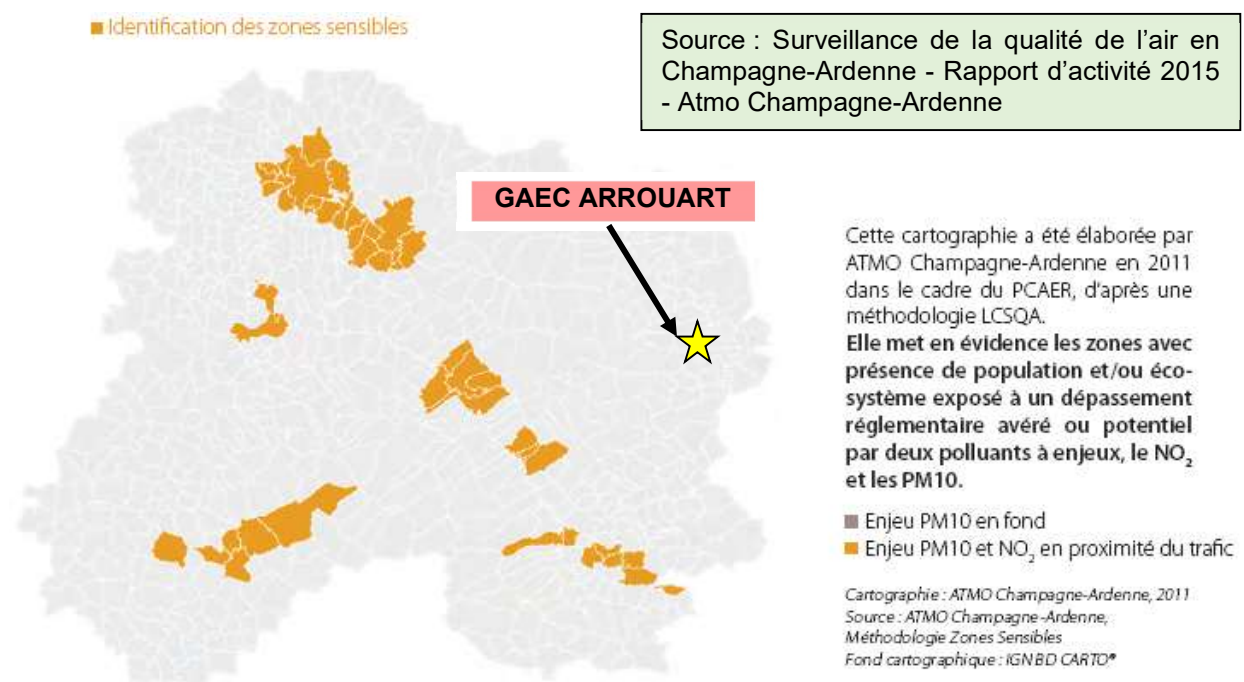 Identification des zones sensibles
Source : Surveillance de la qualité de l'air en
Champagne-Ardenne - Rapport d'activité 2015
- Atmo Champagne-Ardenne
GAEC ARROUART
Cette cartographie a été élaborée par
ATMO Champagne-Ardenne en 2011
dans le cadre du PCAER, d'après une
méthodologie LCSQA.
Elle met en évidence les zones avec
présence de population et/ou éco-
système exposé à un dépassement
réglementaire avéré ou potentiel
par deux polluants à enjeux, le NO₂
et les PM10.
Enjeu PM10 en fond
Enjeu PM10 et NO₂ en proximité du trafic
Cartographie : ATMO Champagne-Ardenne, 2011
Source : ATMO Champagne-Ardenne,
Méthodologie Zones Sensibles
Fond cartographique : IGN BD CARTO®